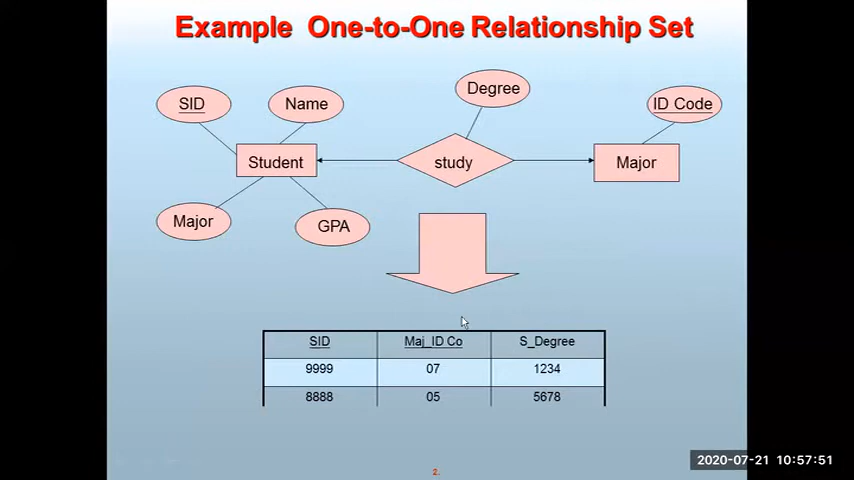 Example One-to-One Relationship Set
Degree
SID
Name
ID Code
Student
study
Major
Major
GPA
SID Maj_ID Co S_Degree
9999 07 1234
8888 05 5678
2020-07-21 10:57:51
2.